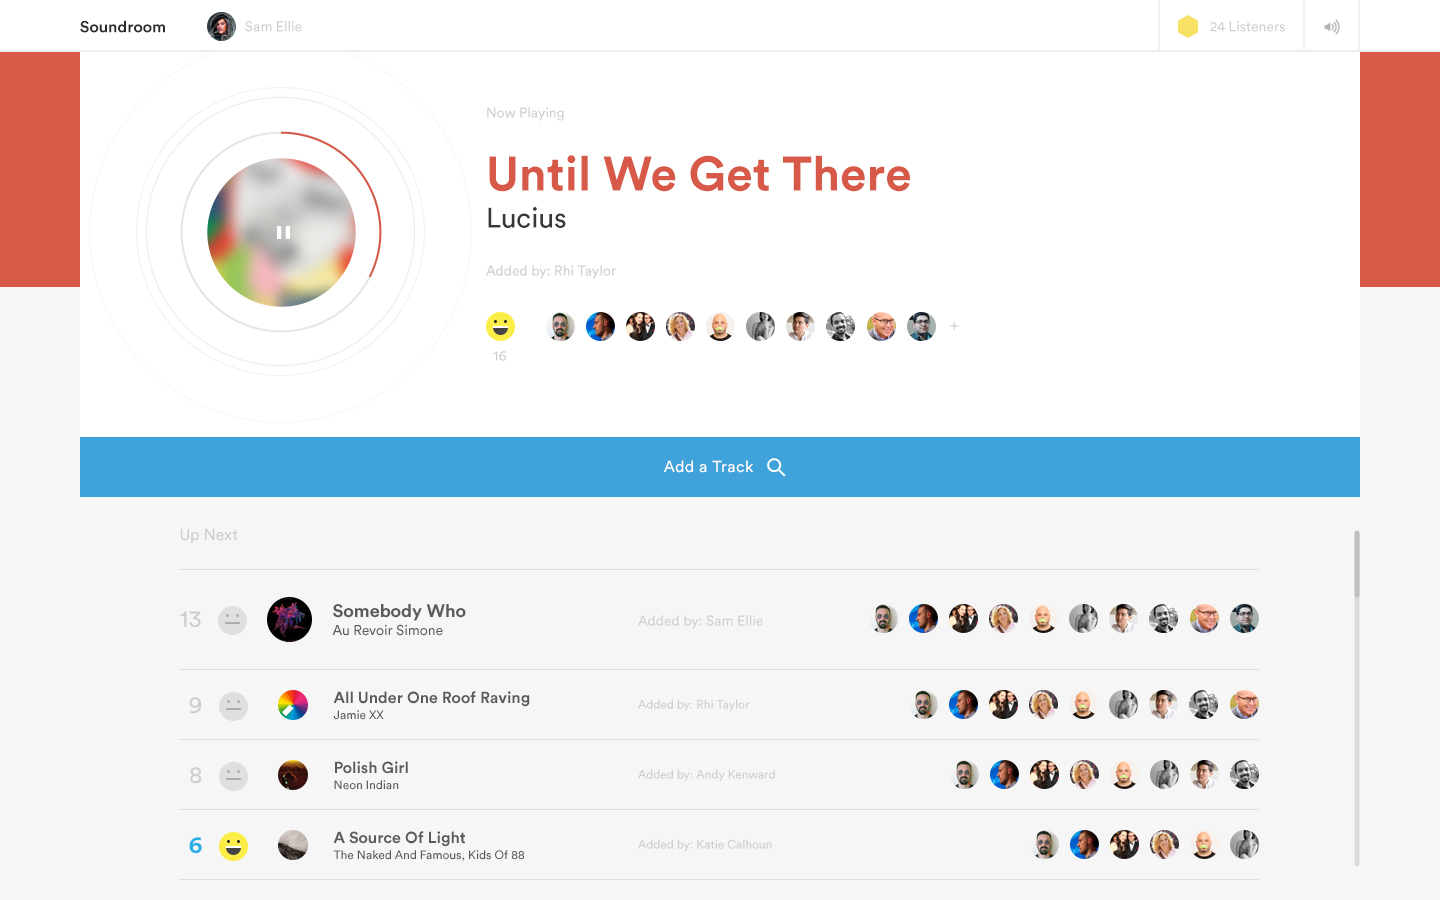 Soundroom
Sam Ellie
24 Listeners
Now Playing
Until We Get There
Lucius
Added by: Rhi Taylor
+
16
Add a Track
Up Next
13
Somebody Who
Au Revoir Simone
Added by: Sam Ellie
9
All Under One Roof Raving
Jamie XX
Added by: Rhi Taylor
8
Polish Girl
Neon Indian
Added by: Andy Kenward
6
A Source Of Light
The Naked And Famous, Kids Of 88
Added by: Katie Calhoun